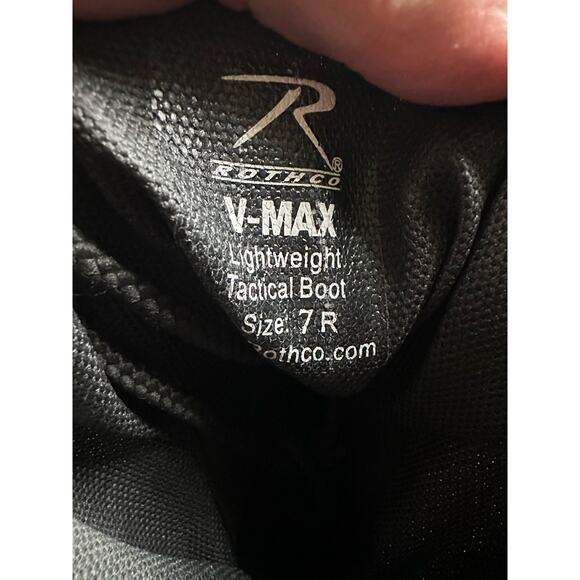 R
ROTHCO®
V-MAX
Lightweight
Tactical Boot
Size: 7 R
Rothco.com